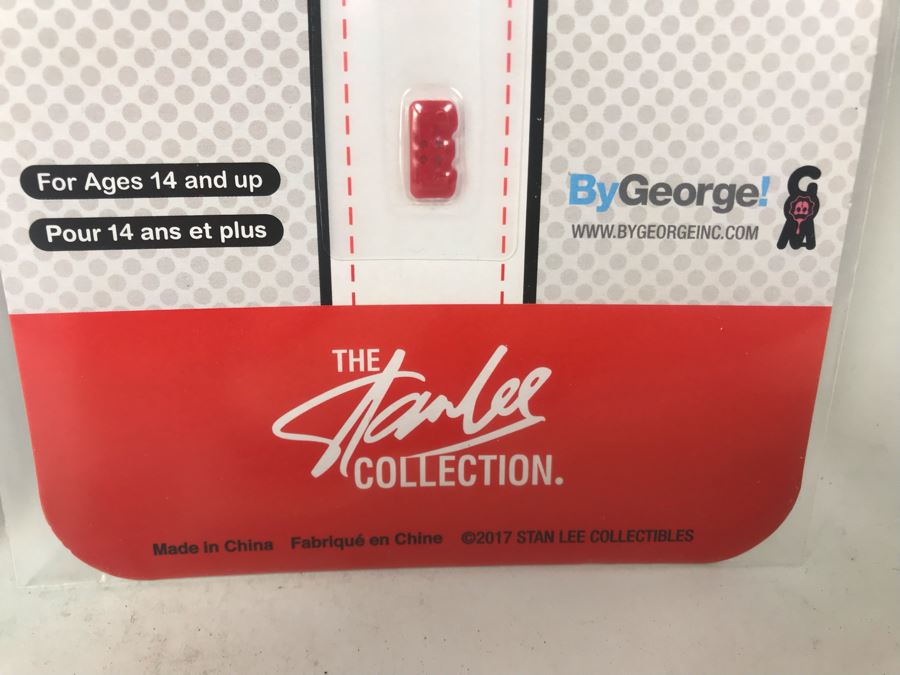 For Ages 14 and up
Pour 14 ans et plus
ByGeorge!
WWW.BYGEORGEINC.COM
THE
Stan Lee
COLLECTION.
Made in China Fabriqué en Chine ©2017 STAN LEE COLLECTIBLES